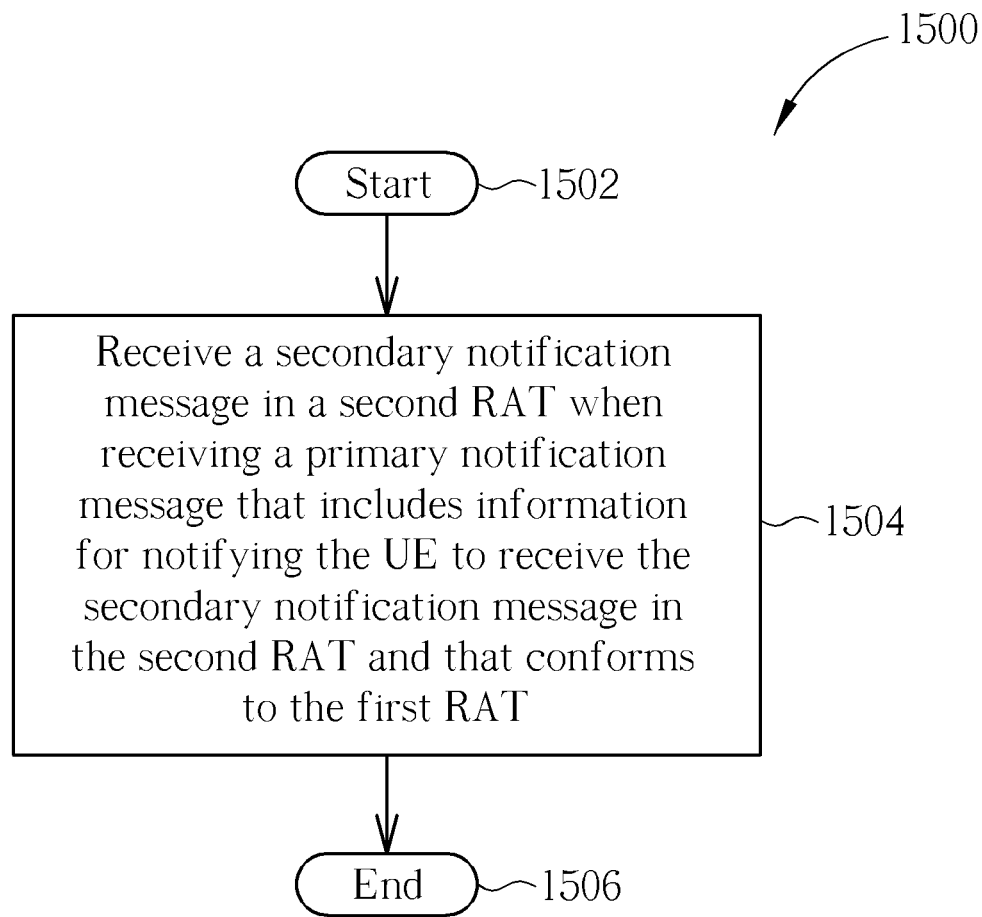 1500
Start
1502
Receive a secondary notification
message in a second RAT when
receiving a primary notification
message that includes information
for notifying the UE to receive the
secondary notification message in
the second RAT and that conforms
to the first RAT
1504
End
1506